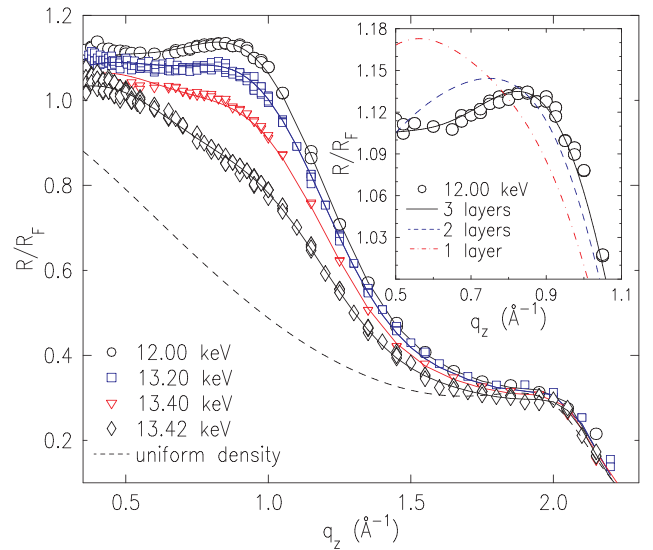 1.2
1.0
0.8
0.6
0.4
0.2
R/R_F
0.5
1.0
1.5
2.0
q_z (Å⁻¹)
12.00 keV
13.20 keV
13.40 keV
13.42 keV
uniform density
1.18
1.15
1.12
1.09
1.06
1.03
R/R_F
0.5
0.7
0.9
1.1
q_z (Å⁻¹)
12.00 keV
3 layers
2 layers
1 layer